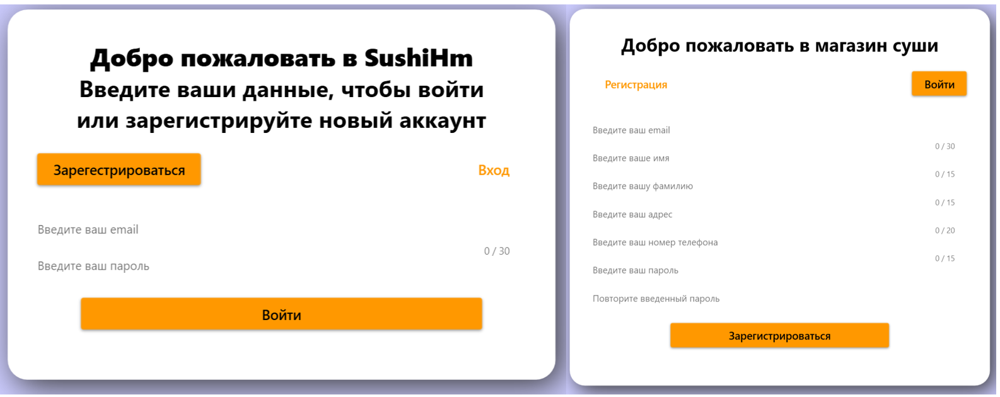 Добро пожаловать в SushiHm
Введите ваши данные, чтобы войти
или зарегистрируйте новый аккаунт
Зарегестрироваться
Вход
Введите ваш email
0 / 30
Введите ваш пароль
Войти
Добро пожаловать в магазин суши
Регистрация
Войти
Введите ваш email
0 / 30
Введите ваше имя
0 / 15
Введите вашу фамилию
0 / 15
Введите ваш адрес
0 / 20
Введите ваш номер телефона
0 / 15
Введите ваш пароль
Повторите введенный пароль
Зарегистрироваться